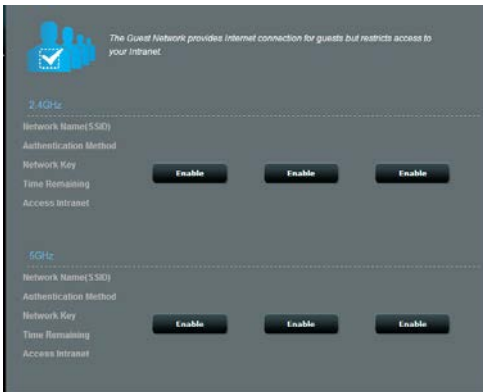 The Guest Network provides Internet connection for guests but restricts access to
your Intranet.
2.4GHz
Network Name(SSID)
Authentication Method
Network Key
Enable Enable Enable
Time Remaining
Access Intranet
5GHz
Network Name(SSID)
Authentication Method
Network Key
Enable Enable Enable
Time Remaining
Access Intranet